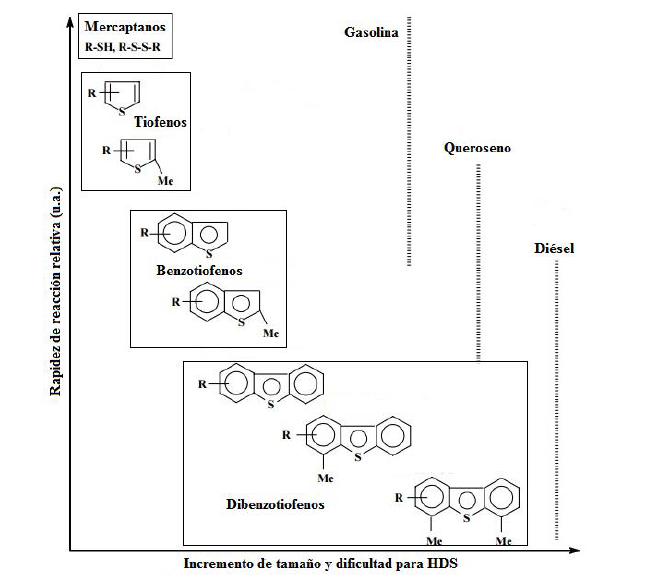 Mercaptanos
R-SH, R-S-S-R
Gasolina
R
S
Tiofenos
R
S
Me
Queroseno
R
S
Benzotiofenos
R
S
Me
Diésel
R
S
R
S
Me
Dibenzotiofenos
R
S
Me
Me
Rapidez de reacción relativa (u.a.)
Incremento de tamaño y dificultad para HDS